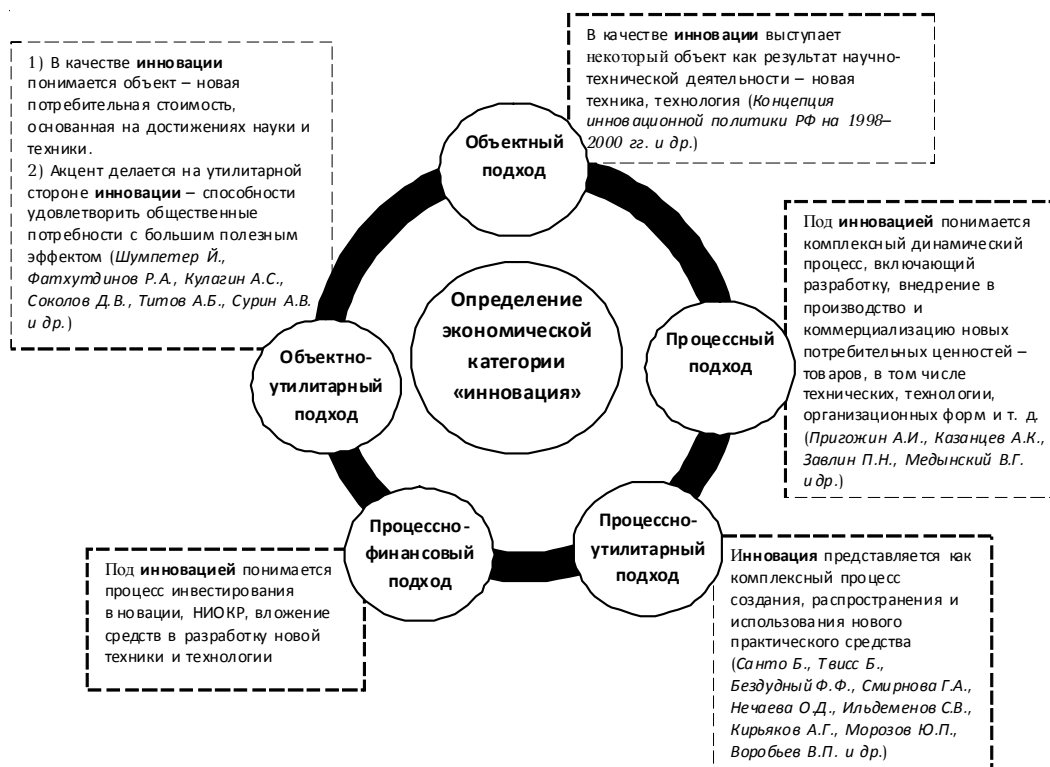 В качестве инновации выступает
некоторый объект как результат научно-
технической деятельности – новая
техника, технология (Концепция
инновационной политики РФ на 1998–
2000 гг. и др.)
1) В качестве инновации
понимается объект – новая
потребительная стоимость,
основанная на достижениях науки и
техники.
2) Акцент делается на утилитарной
стороне инновации – способности
удовлетворить общественные
потребности с большим полезным
эффектом (Шумпетер Й.,
Фатхутдинов Р.А., Кулагин А.С.,
Соколов Д.В., Титов А.Б., Сурин А.В.
и др.)
Объектный
подход
Под инновацией понимается
комплексный динамический
процесс, включающий
разработку, внедрение в
производство и
коммерциализацию новых
потребительных ценностей –
товаров, в том числе
технических, технологии,
организационных форм и т. д.
(Пригожин А.И., Казанцев А.К.,
Завлин П.Н., Медынский В.Г.
и др.)
Определение
экономической
категории
«инновация»
Процессный
подход
Объектно-
утилитарный
подход
Процессно-
финансовый
подход
Процессно-
утилитарный
подход
Под инновацией понимается
процесс инвестирования
в новации, НИОКР, вложение
средств в разработку новой
техники и технологии
Инновация представляется как
комплексный процесс
создания, распространения и
использования нового
практического средства
(Санто Б., Твисс Б.,
Бездудный Ф.Ф., Смирнова Г.А.,
Нечаева О.Д., Ильдеменов С.В.,
Кирьяков А.Г., Морозов Ю.П.,
Воробьев В.П. и др.)